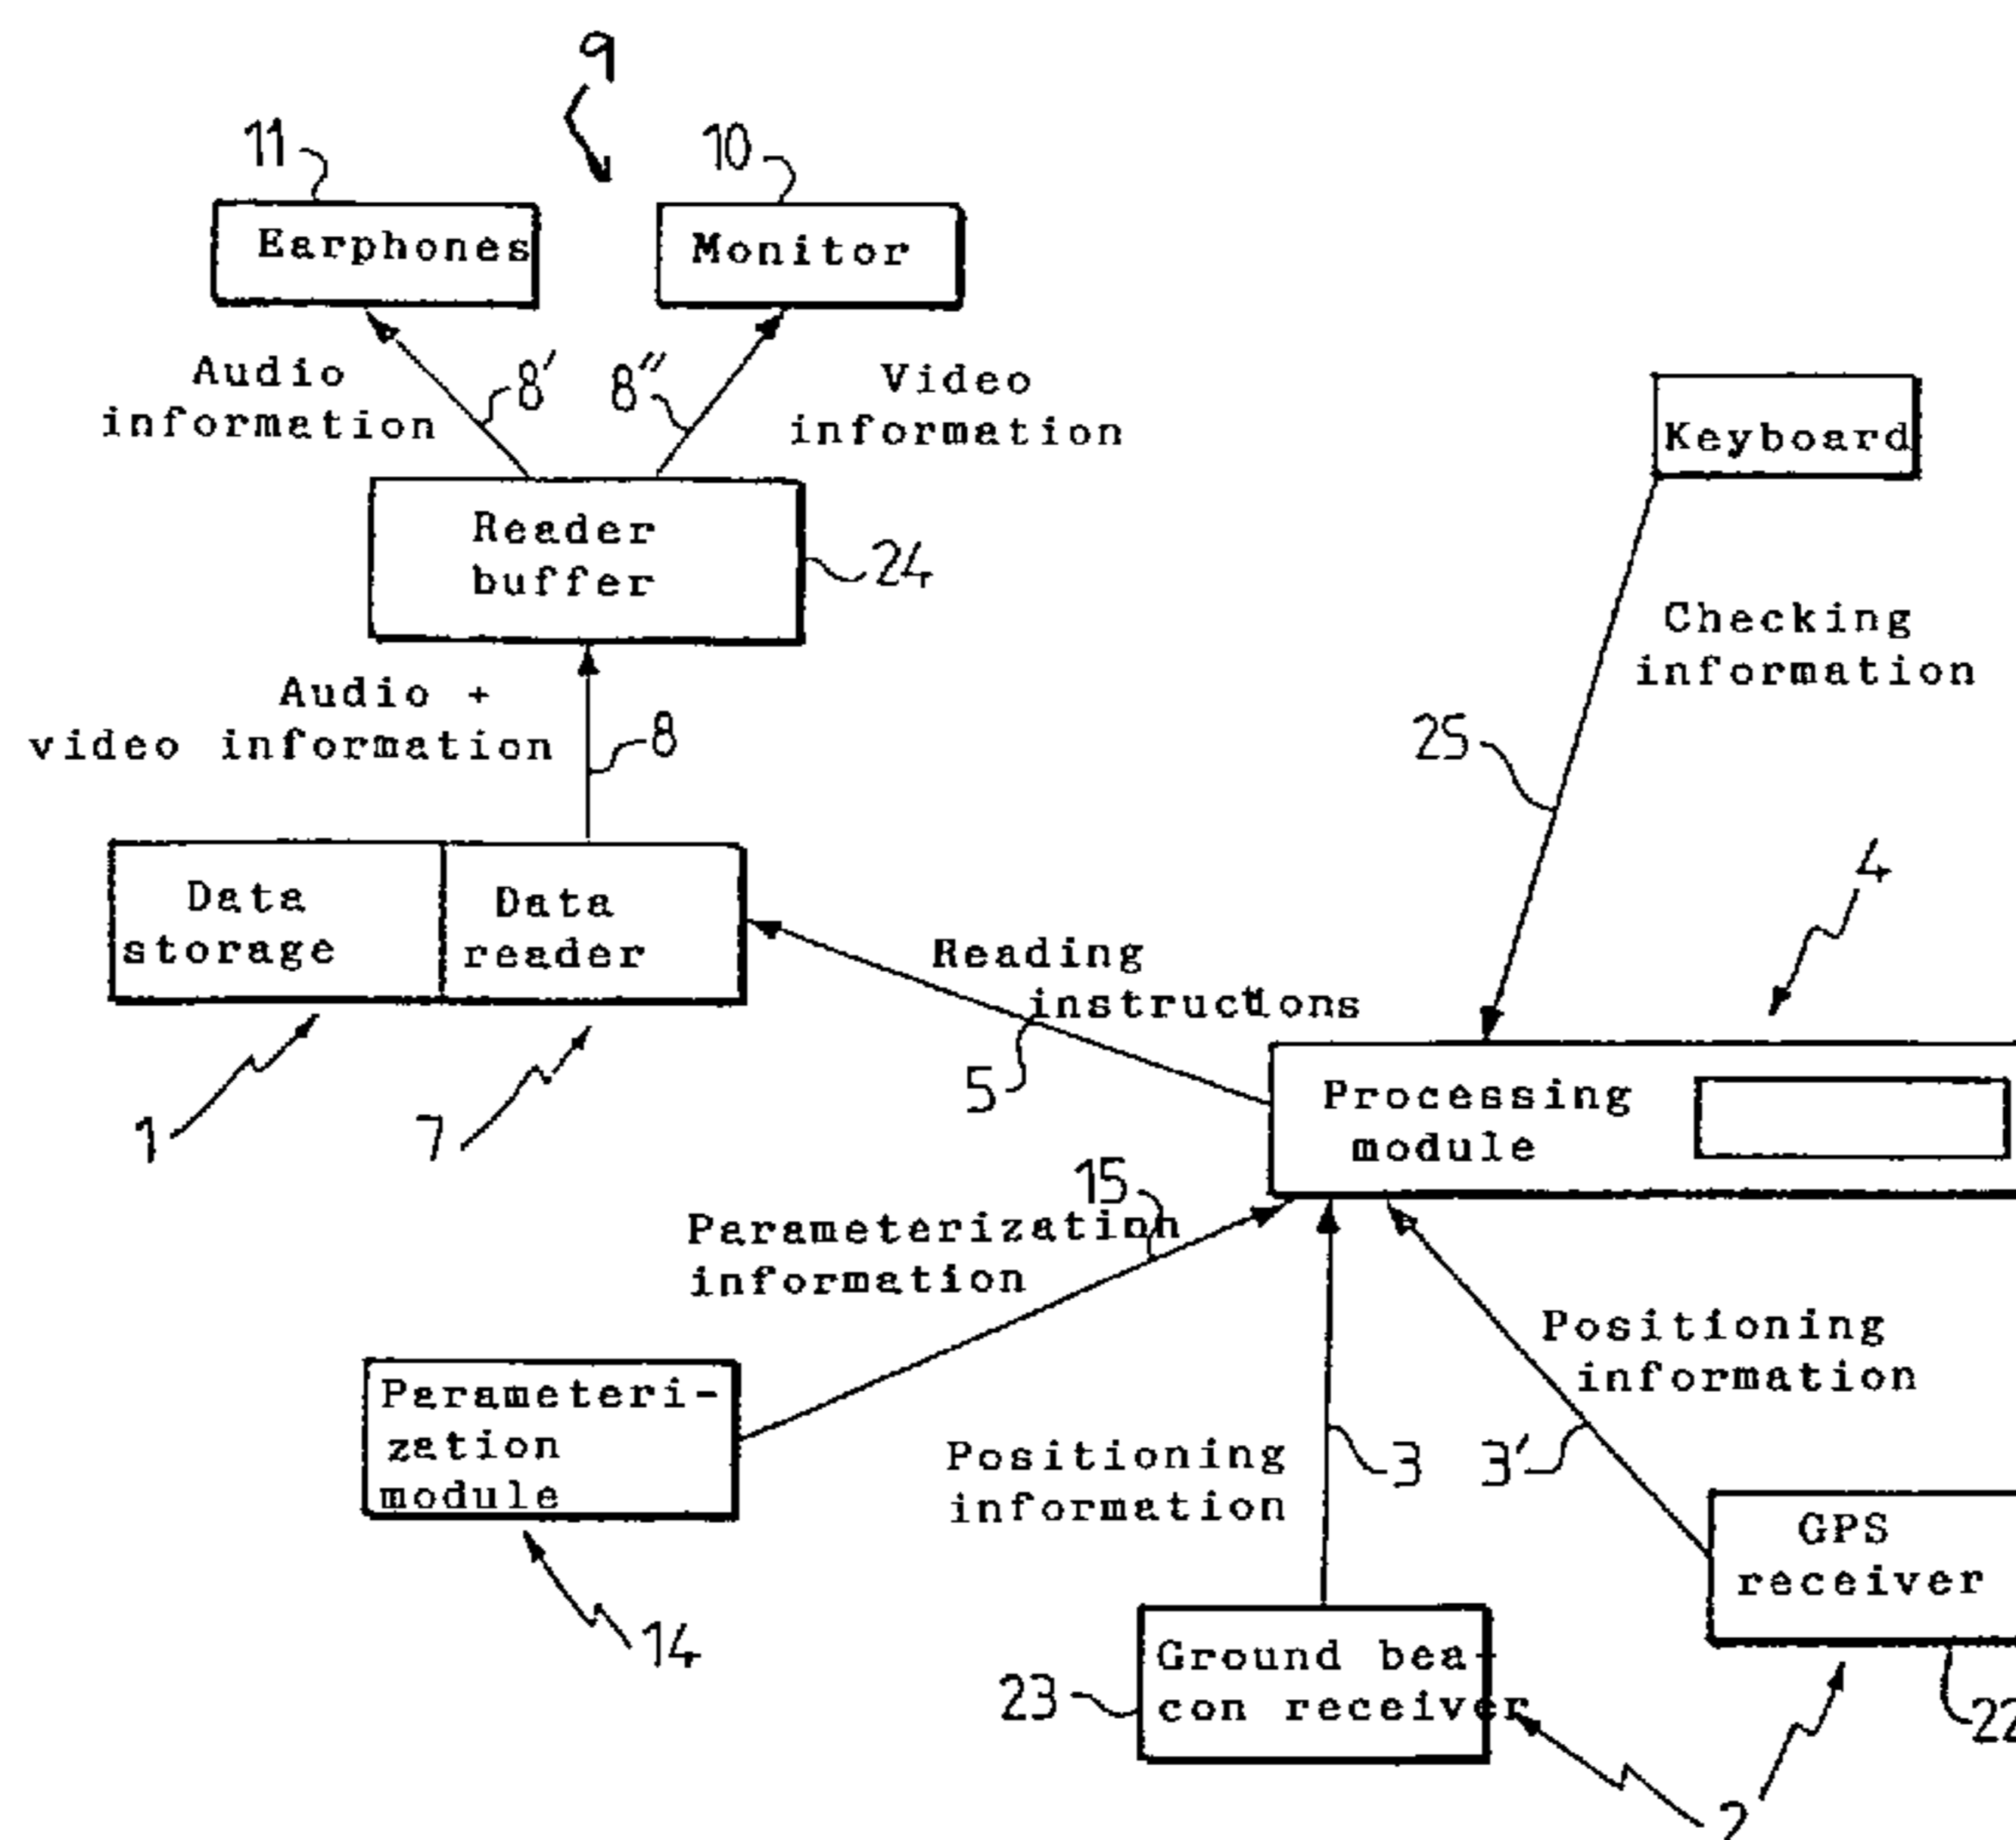 9
11
10
Earphones
Monitor
Audio
information
8'
8"
Video
information
Keyboard
Reader
buffer
24
Checking
information
Audio +
video information
8
25
4
Data
storage
Data
reader
Reading
instructions
5
1
7
Processing
module
15
Parameterization
information
Positioning
information
Parameteri-
zation
module
Positioning
information
3
3'
GPS
receiver
14
23
Ground bea-
con receiver
22
2